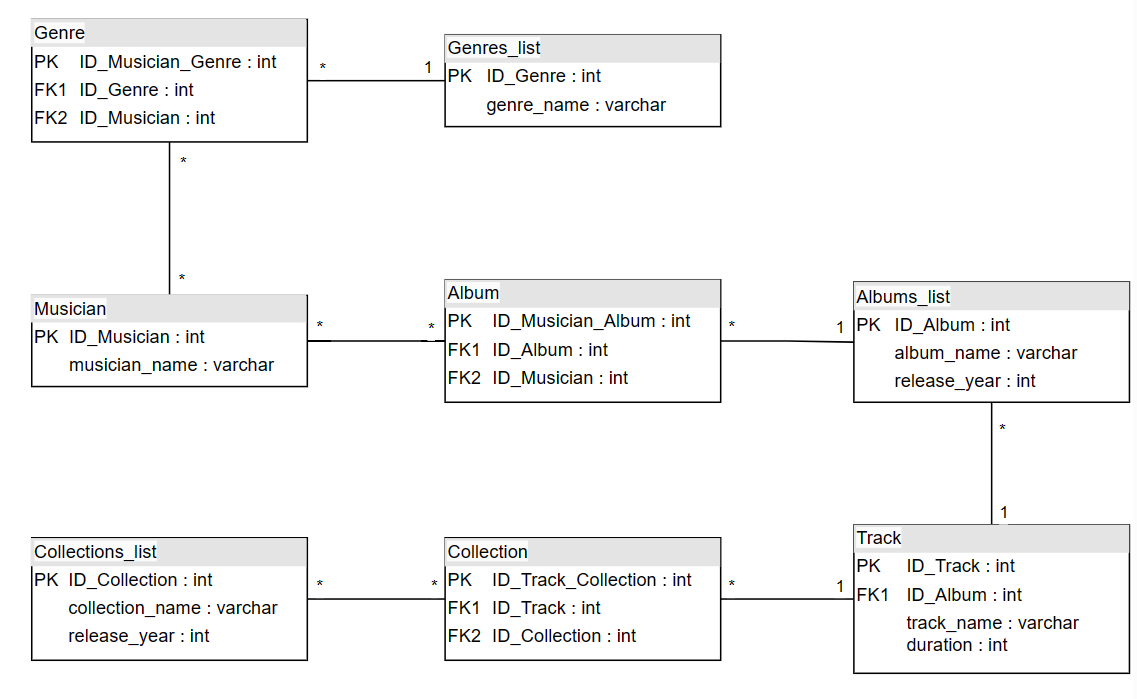 Genre
PK ID_Musician_Genre : int
FK1 ID_Genre : int
FK2 ID_Musician : int
* 1
Genres_list
PK ID_Genre : int
genre_name : varchar
*
*
Musician
PK ID_Musician : int
musician_name : varchar
* *
Album
PK ID_Musician_Album : int
FK1 ID_Album : int
FK2 ID_Musician : int
* 1
Albums_list
PK ID_Album : int
album_name : varchar
release_year : int
*
1
Collections_list
PK ID_Collection : int
collection_name : varchar
release_year : int
* *
Collection
PK ID_Track_Collection : int
FK1 ID_Track : int
FK2 ID_Collection : int
* 1
Track
PK ID_Track : int
FK1 ID_Album : int
track_name : varchar
duration : int